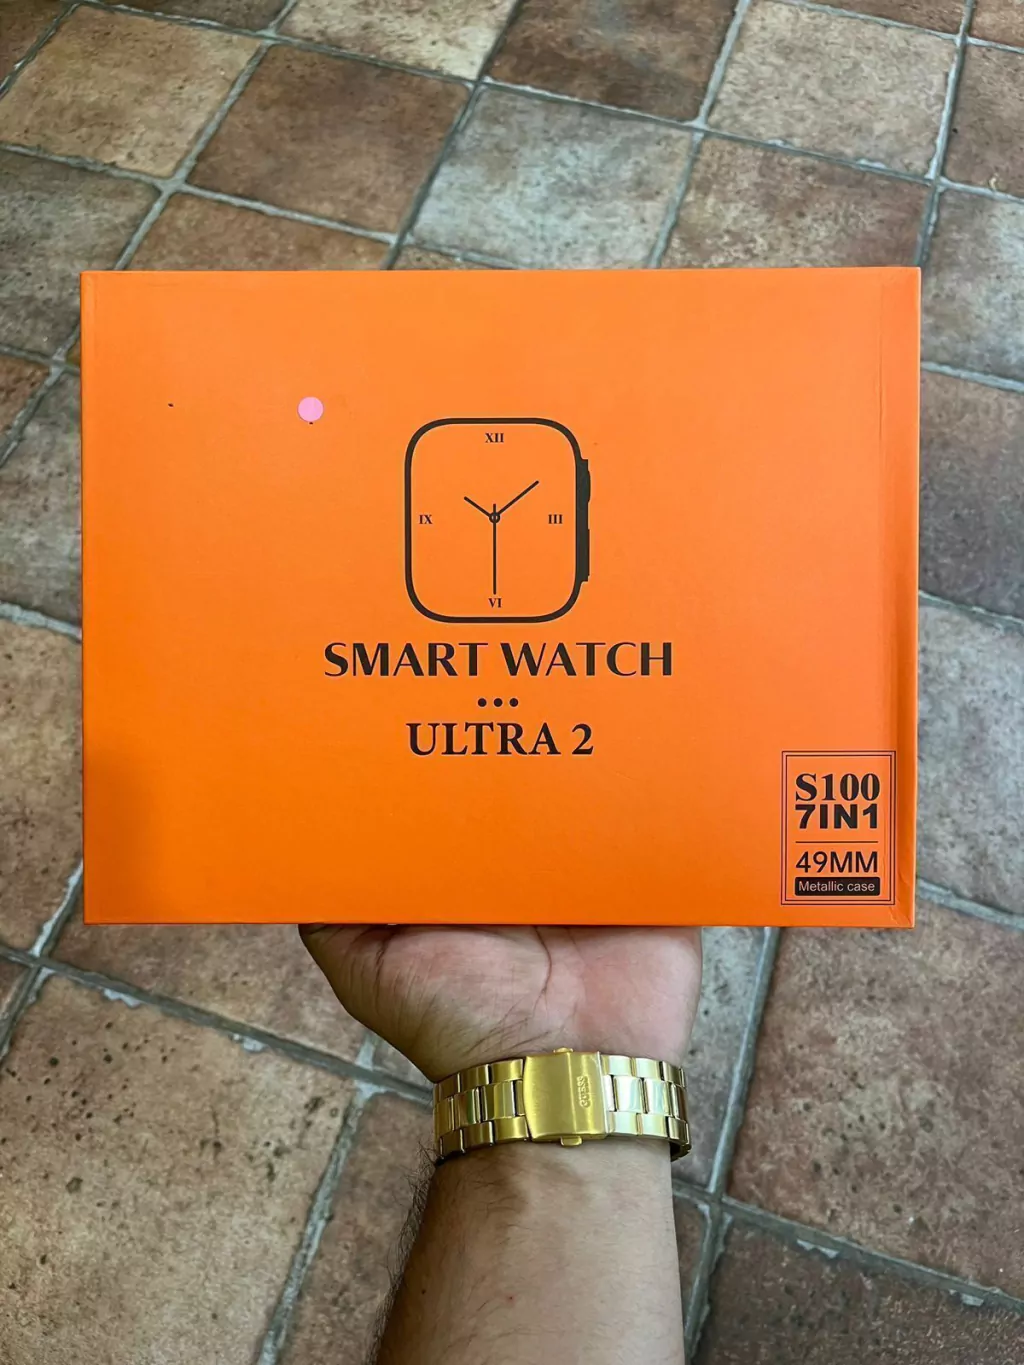 XII
IX III
VI
SMART WATCH
ULTRA 2
S100
7IN1
49MM
Metallic case
GUESS